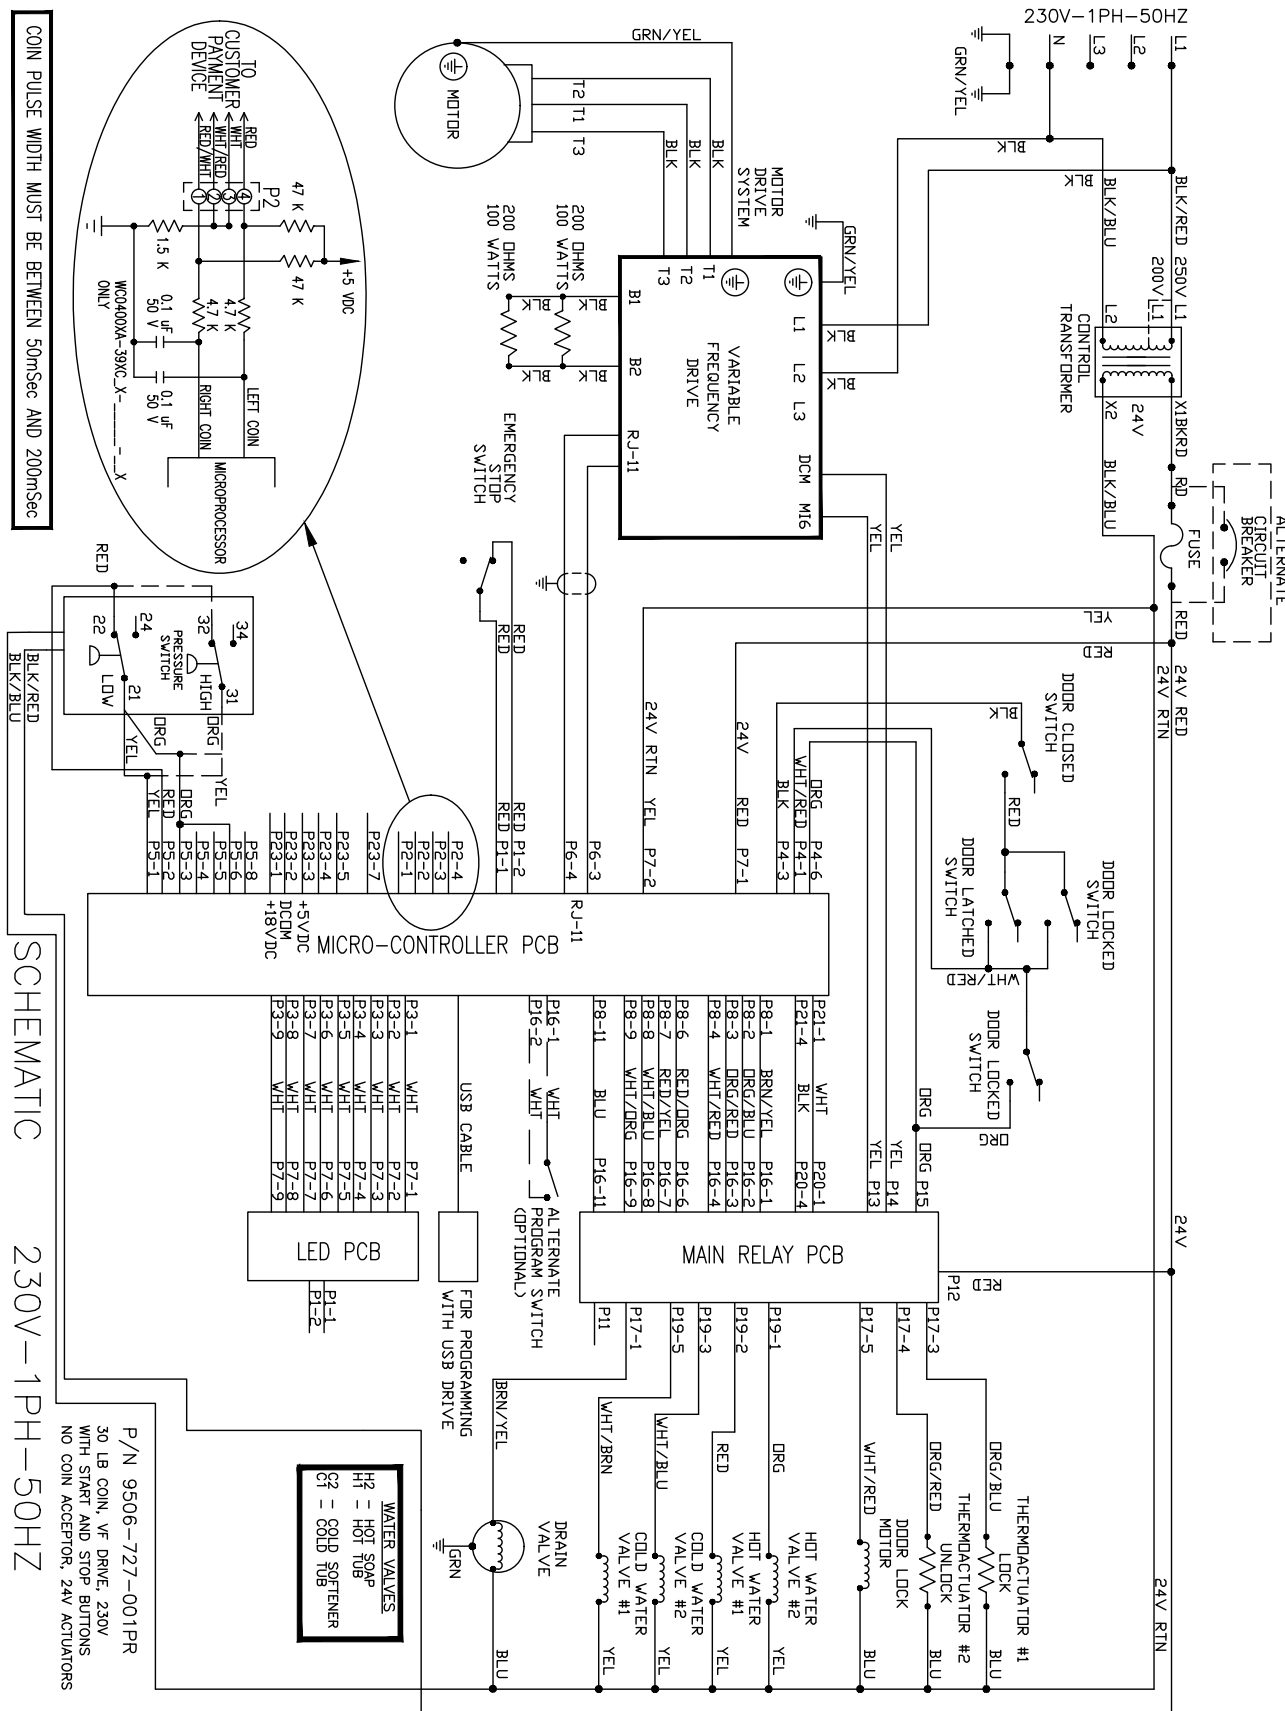 230V-1PH-50HZ
GRN/YEL
N
L3
L2
L1
BLK
BLK
BLK/BLU
BLK/RED
250V L1
200V
L1
L2
CONTROL
TRANSFORMER
X2
24V
X1
BKRD
BLK/BLU
RD
FUSE
ALTERNATE
CIRCUIT
BREAKER
RED
YEL
RED
24V RED
24V RTN
GRN/YEL
MOTOR
T2
T1
T3
BLK
BLK
BLK
MOTOR
DRIVE
SYSTEM
GRN/YEL
200 OHMS
100 WATTS
200 OHMS
100 WATTS
BLK
BLK
BLK
BLK
B1
B2
T3
T2
T1
L1
L2
L3
VARIABLE
FREQUENCY
DRIVE
RJ-11
DCM
MI6
BLK
BLK
YEL
YEL
EMERGENCY
STOP
SWITCH
RED
RED
COIN PULSE WIDTH MUST BE BETWEEN 50mSec AND 200mSec
TO
CUSTOMER
PAYMENT
DEVICE
RED
WHT
WHT/RED
RED/WHT
P2
4
3
2
1
47 K
47 K
+5 VDC
1.5 K
4.7 K
4.7 K
0.1 uF
50 V
0.1 uF
50 V
WC0400XA-39XC_X-_____-__X
ONLY
LEFT COIN
RIGHT COIN
MICROPROCESSOR
RED
34
32
24
22
PRESSURE
SWITCH
31
HIGH
21
LOW
ORG
ORG
YEL
YEL
BLK/RED
BLK/BLU
DOOR CLOSED
SWITCH
BLK
RED
DOOR LATCHED
SWITCH
DOOR LOCKED
SWITCH
WHT/RED
DOOR LOCKED
SWITCH
ORG
ORG
ORG P4-6
WHT/RED P4-1
BLK P4-3
24V RED P7-1
24V RTN YEL P7-2
P6-3
P6-4
RJ-11
RED P1-2
RED P1-1
P2-4
P2-3
P2-2
P2-1
P23-7
P23-5
P23-4
P23-3 +5VDC
P23-2 DCOM
P23-1 +18VDC
P5-8
P5-6
P5-5
P5-4
ORG P5-3
RED P5-2
YEL P5-1
MICRO-CONTROLLER PCB
P21-1 WHT P20-1
P21-4 BLK P20-4
P8-1 BRN/YEL P16-1
P8-2 ORG/BLU P16-2
P8-3 ORG/RED P16-3
P8-4 WHT/RED P16-4
P8-6 RED/ORG P16-6
P8-7 RED/YEL P16-7
P8-8 WHT/BLU P16-8
P8-9 WHT/ORG P16-9
P8-11 BLU P16-11
P16-1 WHT
P16-2 WHT
ALTERNATE
PROGRAM SWITCH
(OPTIONAL)
USB CABLE
FOR PROGRAMMING
WITH USB DRIVE
P3-1 WHT P7-1
P3-2 WHT P7-2
P3-3 WHT P7-3
P3-4 WHT P7-4
P3-5 WHT P7-5
P3-6 WHT P7-6
P3-7 WHT P7-7
P3-8 WHT P7-8
P3-9 WHT P7-9
LED PCB
P1-1
P1-2
ORG P15
YEL P14
YEL P13
MAIN RELAY PCB
P12
RED
24V
P17-3
P17-4
P17-5
P19-1
P19-2
P19-3
P19-5
P17-1
P11
ORG/BLU
THERMOACTUATOR #1
LOCK
BLU
ORG/RED
THERMOACTUATOR #2
UNLOCK
BLU
WHT/RED
DOOR LOCK
MOTOR
BLU
ORG
HOT WATER
VALVE #2
YEL
RED
HOT WATER
VALVE #1
YEL
WHT/BLU
COLD WATER
VALVE #2
YEL
WHT/BRN
COLD WATER
VALVE #1
YEL
BRN/YEL
DRAIN
VALVE
GRN
BLU
24V RTN
WATER VALVES
H2 - HOT SOAP
H1 - HOT TUB
C2 - COLD SOFTENER
C1 - COLD TUB
P/N 9506-727-001PR
30 LB COIN, VF DRIVE, 230V
WITH START AND STOP BUTTONS
NO COIN ACCEPTOR, 24V ACTUATORS
SCHEMATIC 230V-1PH-50HZ